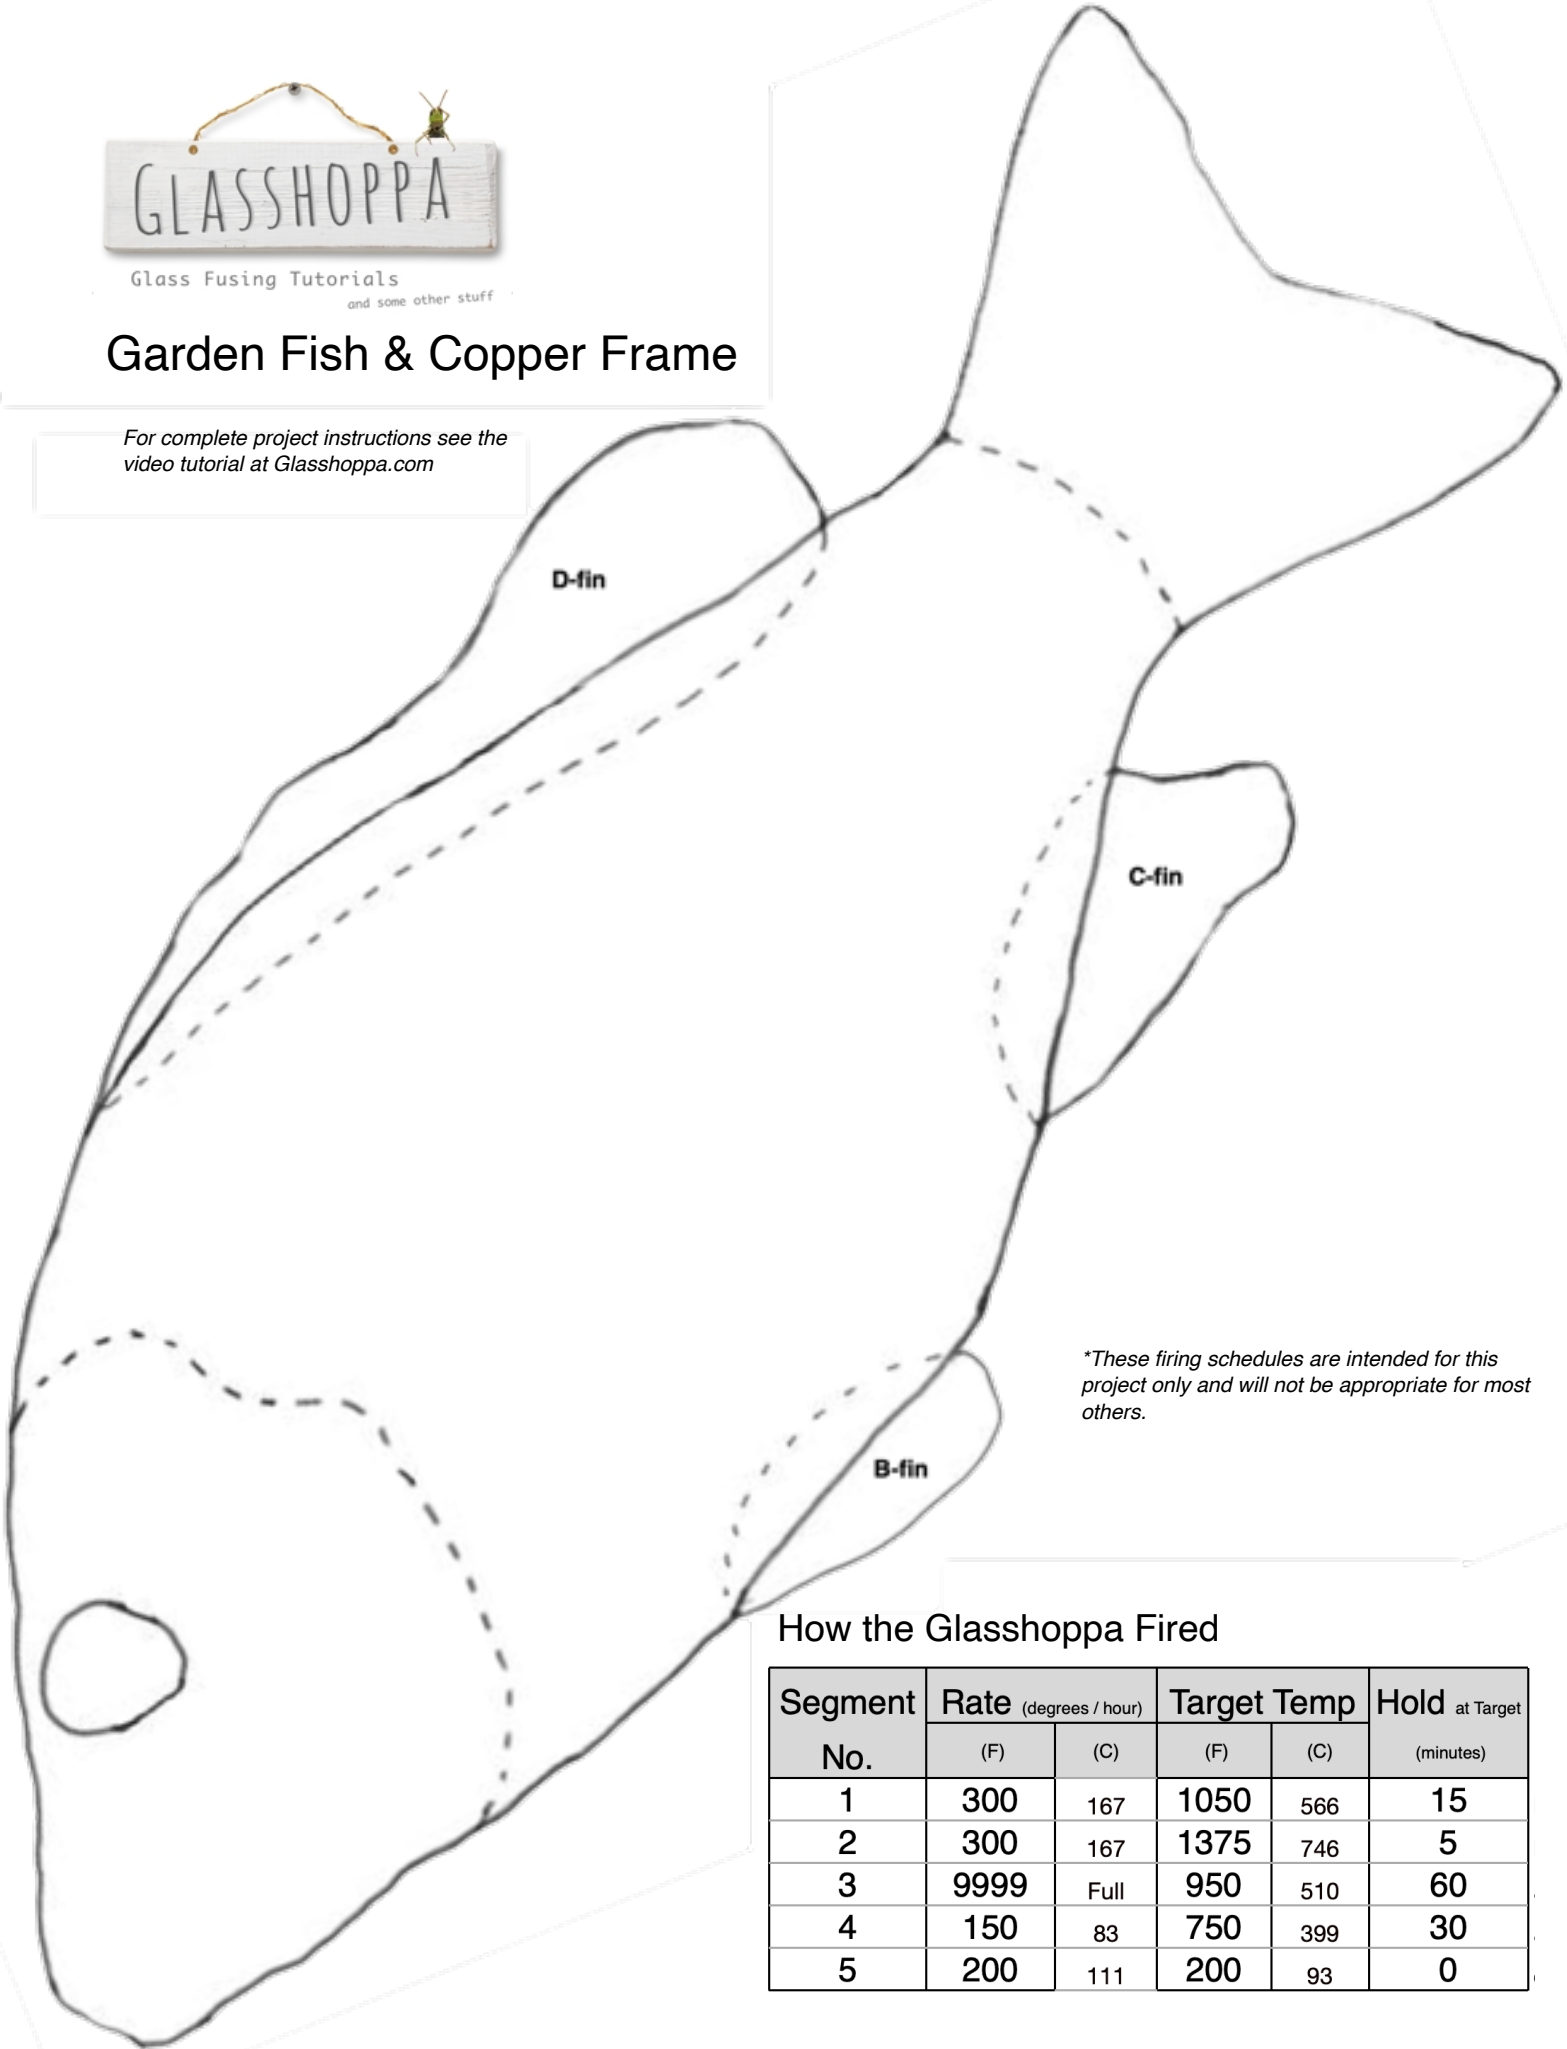 GLASSHOPPA
Glass Fusing Tutorials
and some other stuff
Garden Fish & Copper Frame
For complete project instructions see the
video tutorial at Glasshoppa.com
D-fin
C-fin
*These firing schedules are intended for this
project only and will not be appropriate for most
others.
B-fin
How the Glasshoppa Fired
Segment No. Rate (degrees / hour) Target Temp Hold at Target (minutes)
(F) (C) (F) (C)
1 300 167 1050 566 15
2 300 167 1375 746 5
3 9999 Full 950 510 60
4 150 83 750 399 30
5 200 111 200 93 0